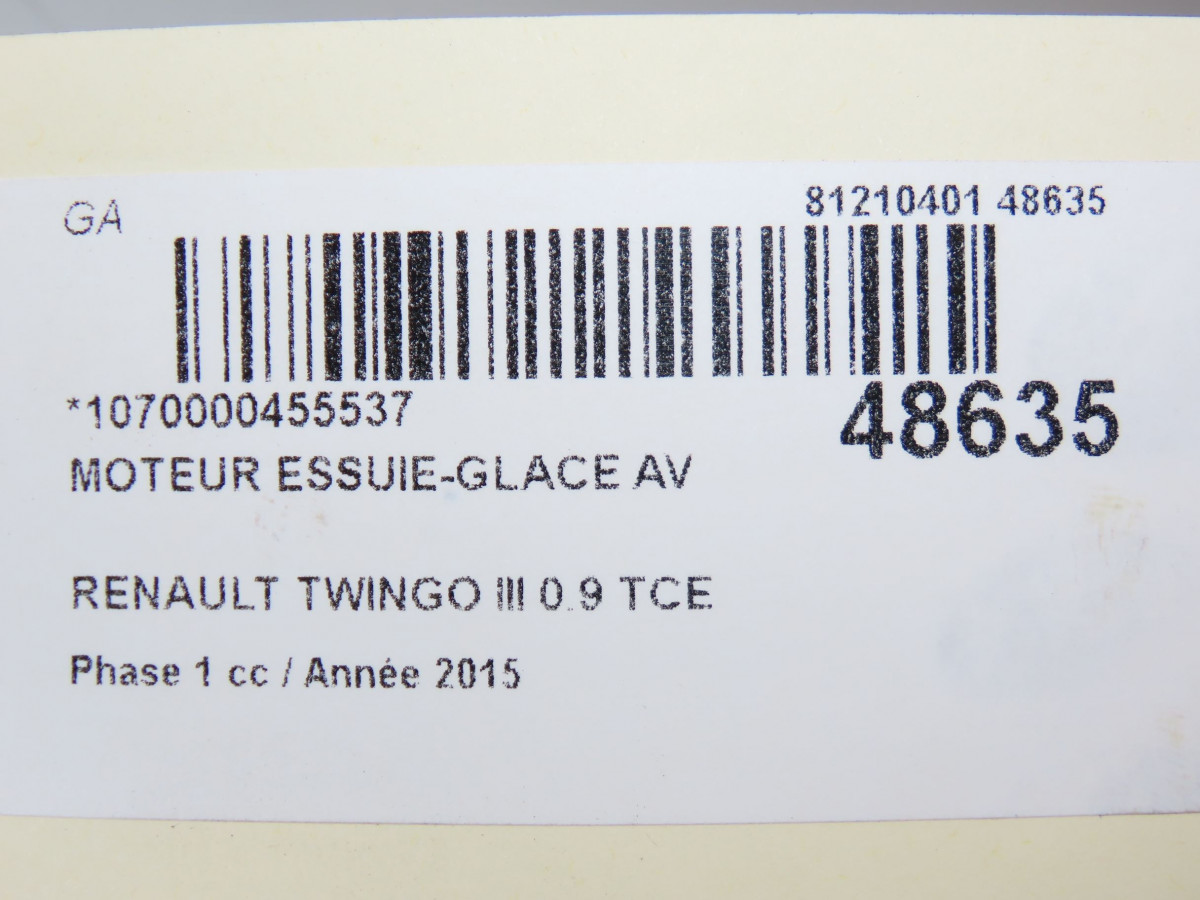 GA
81210401 48635
*1070000455537
48635
MOTEUR ESSUIE-GLACE AV
RENAULT TWINGO III 0.9 TCE
Phase 1 cc / Année 2015